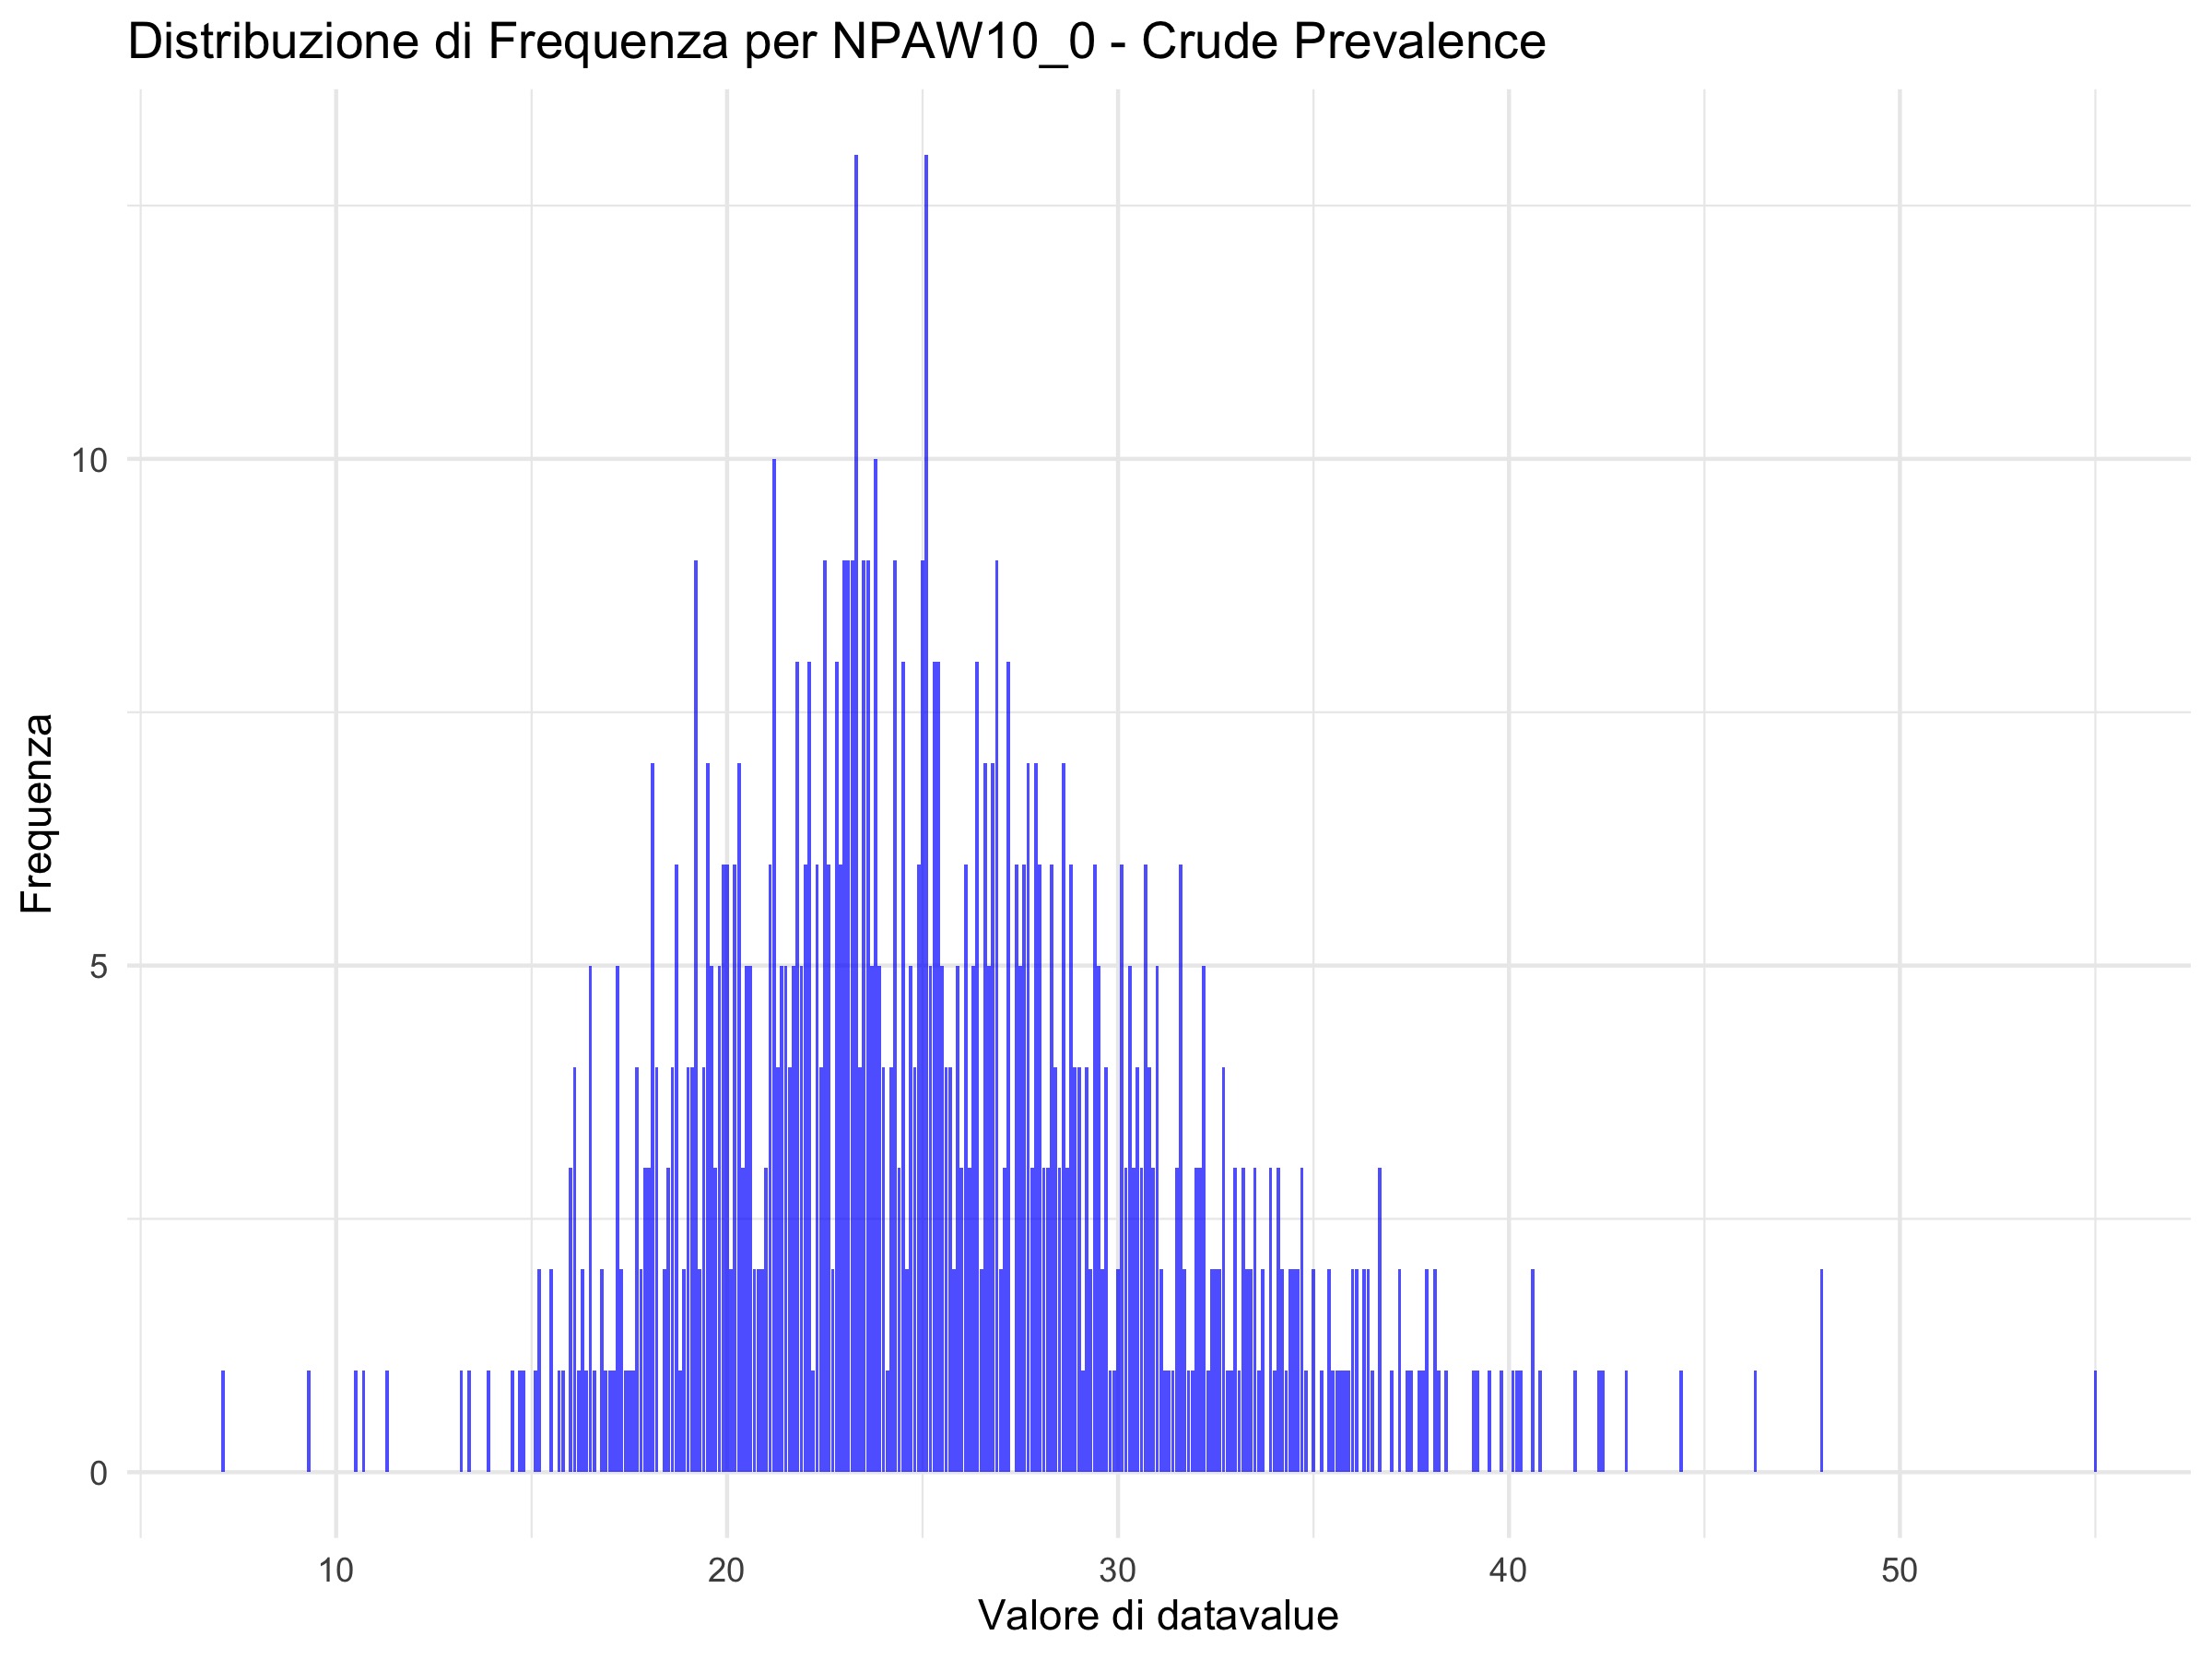 Distribuzione di Frequenza per NPAW10_0 - Crude Prevalence
Frequenza
10
5
0
10 20 30 40 50
Valore di datavalue